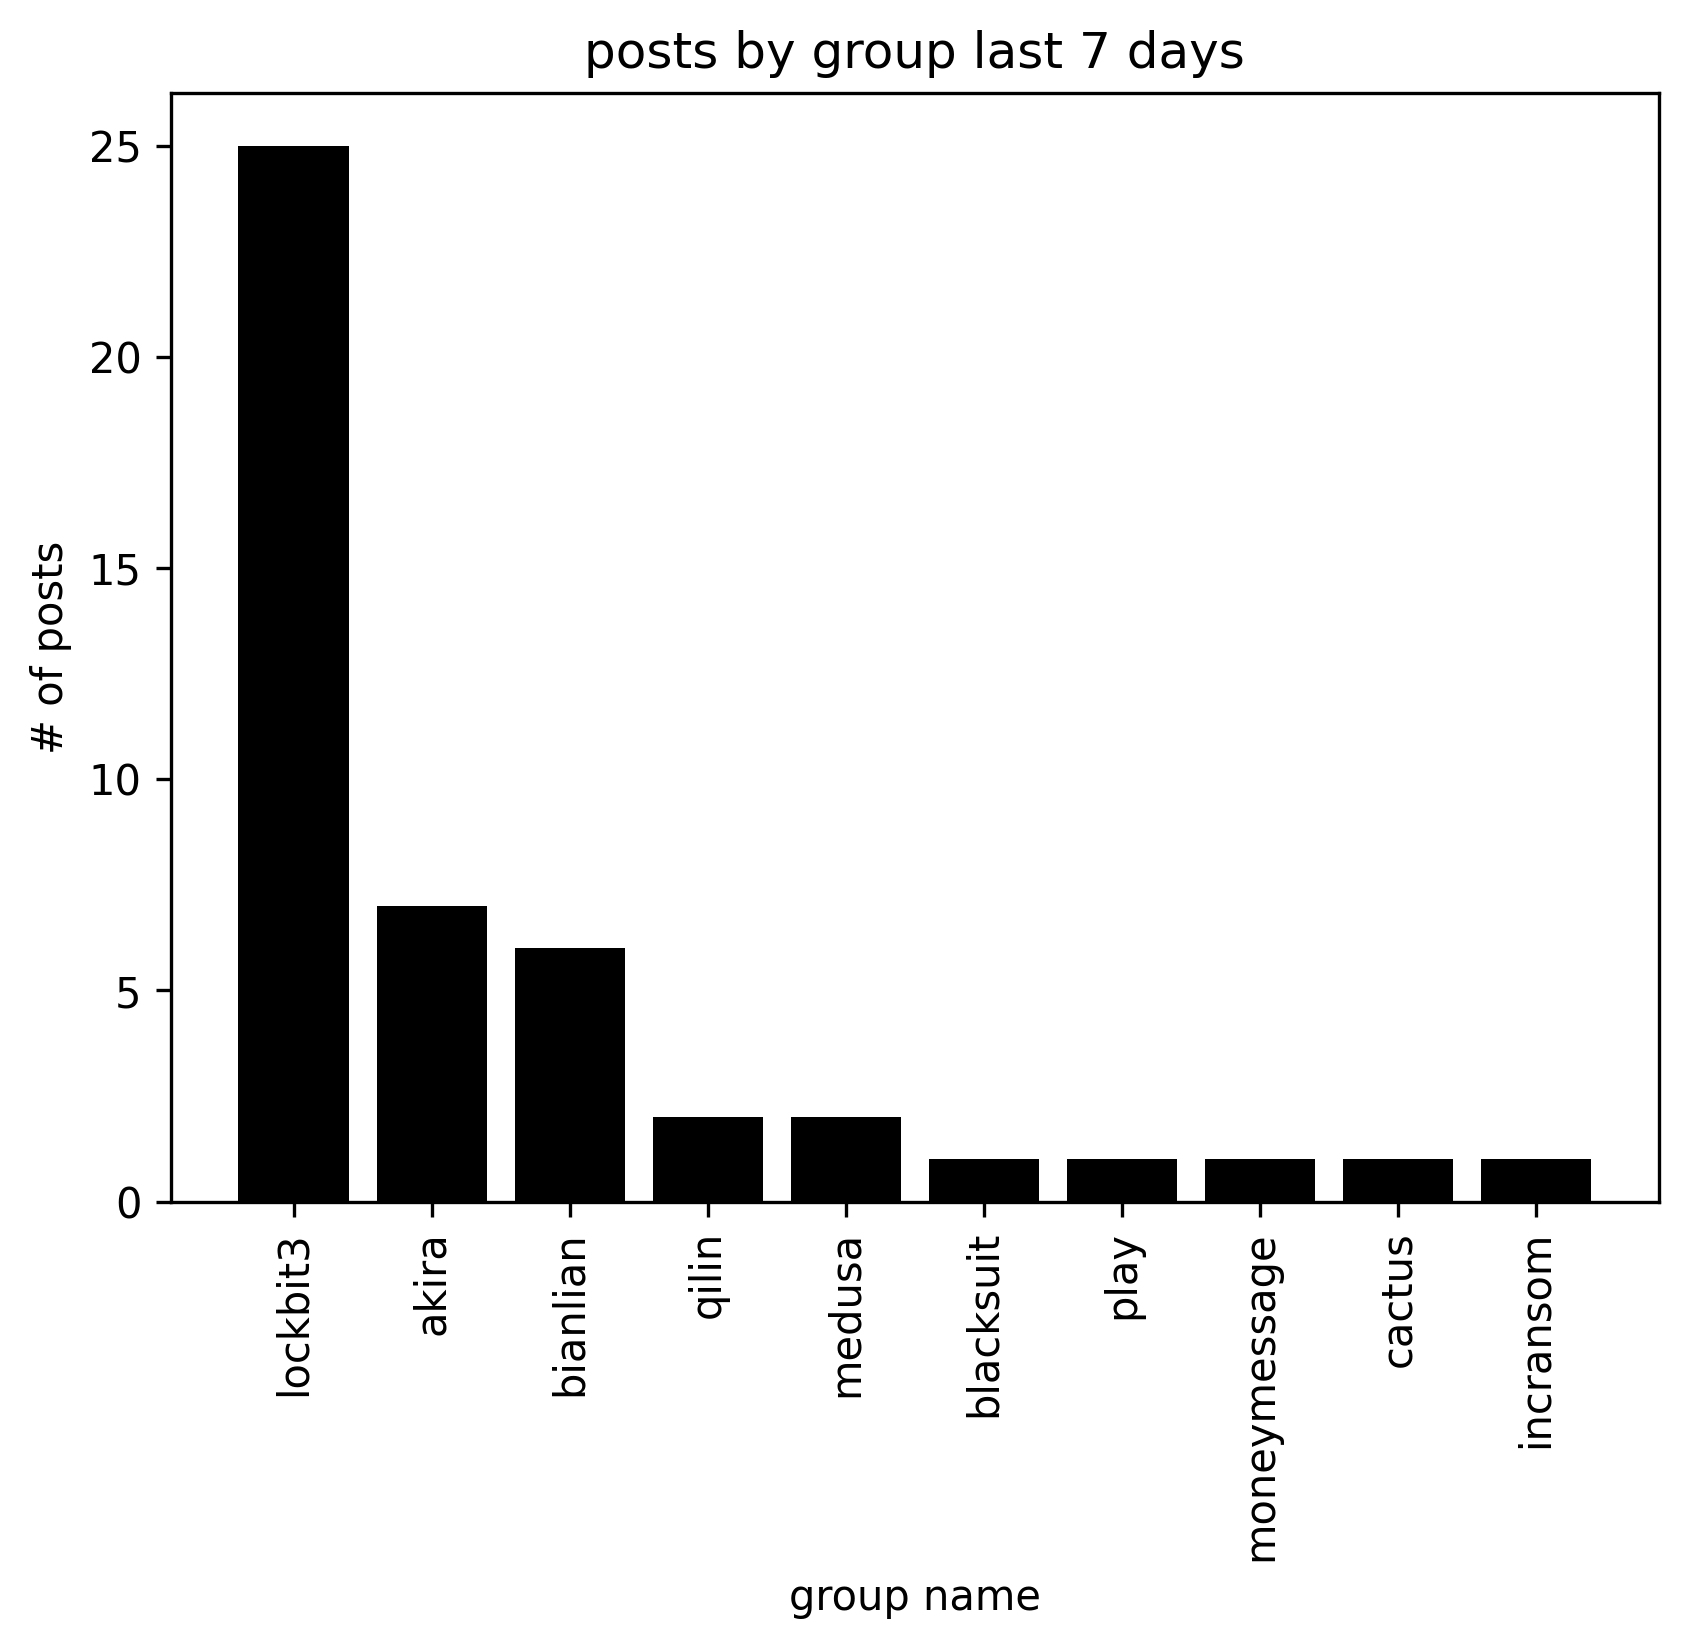 posts by group last 7 days
# of posts
25
20
15
10
5
0
lockbit3
akira
bianlian
qilin
medusa
blacksuit
play
moneymessage
cactus
incransom
group name